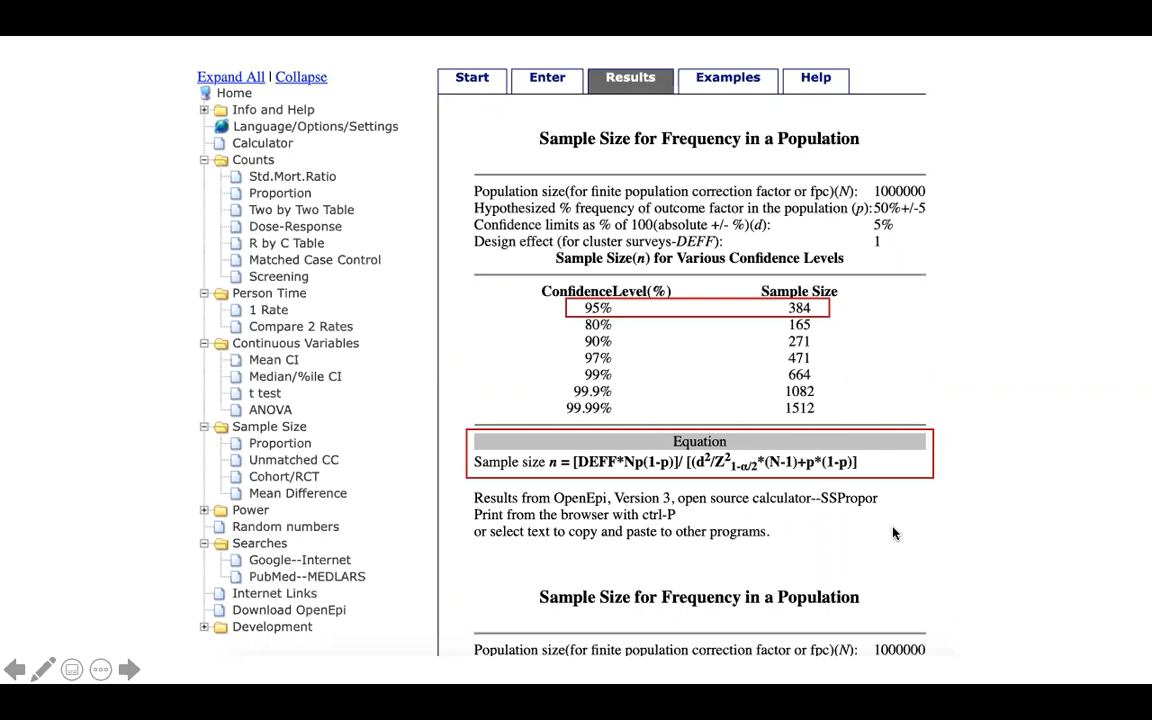 Expand All | Collapse
Home
Info and Help
Language/Options/Settings
Calculator
Counts
Std.Mort.Ratio
Proportion
Two by Two Table
Dose-Response
R by C Table
Matched Case Control
Screening
Person Time
1 Rate
Compare 2 Rates
Continuous Variables
Mean CI
Median/%ile CI
t test
ANOVA
Sample Size
Proportion
Unmatched CC
Cohort/RCT
Mean Difference
Power
Random numbers
Searches
Google--Internet
PubMed--MEDLARS
Internet Links
Download OpenEpi
Development
Start Enter Results Examples Help
Sample Size for Frequency in a Population
Population size(for finite population correction factor or fpc)(N): 1000000
Hypothesized % frequency of outcome factor in the population (p):50%+/-5
Confidence limits as % of 100(absolute +/- %)(d): 5%
Design effect (for cluster surveys-DEFF): 1
Sample Size(n) for Various Confidence Levels
ConfidenceLevel(%) Sample Size
95% 384
80% 165
90% 271
97% 471
99% 664
99.9% 1082
99.99% 1512
Equation
Sample size n = [DEFF*Np(1-p)]/ [(d²/Z²1-α/2*(N-1)+p*(1-p)]
Results from OpenEpi, Version 3, open source calculator--SSPropor
Print from the browser with ctrl-P
or select text to copy and paste to other programs.
Sample Size for Frequency in a Population
Population size(for finite population correction factor or fpc)(N): 1000000